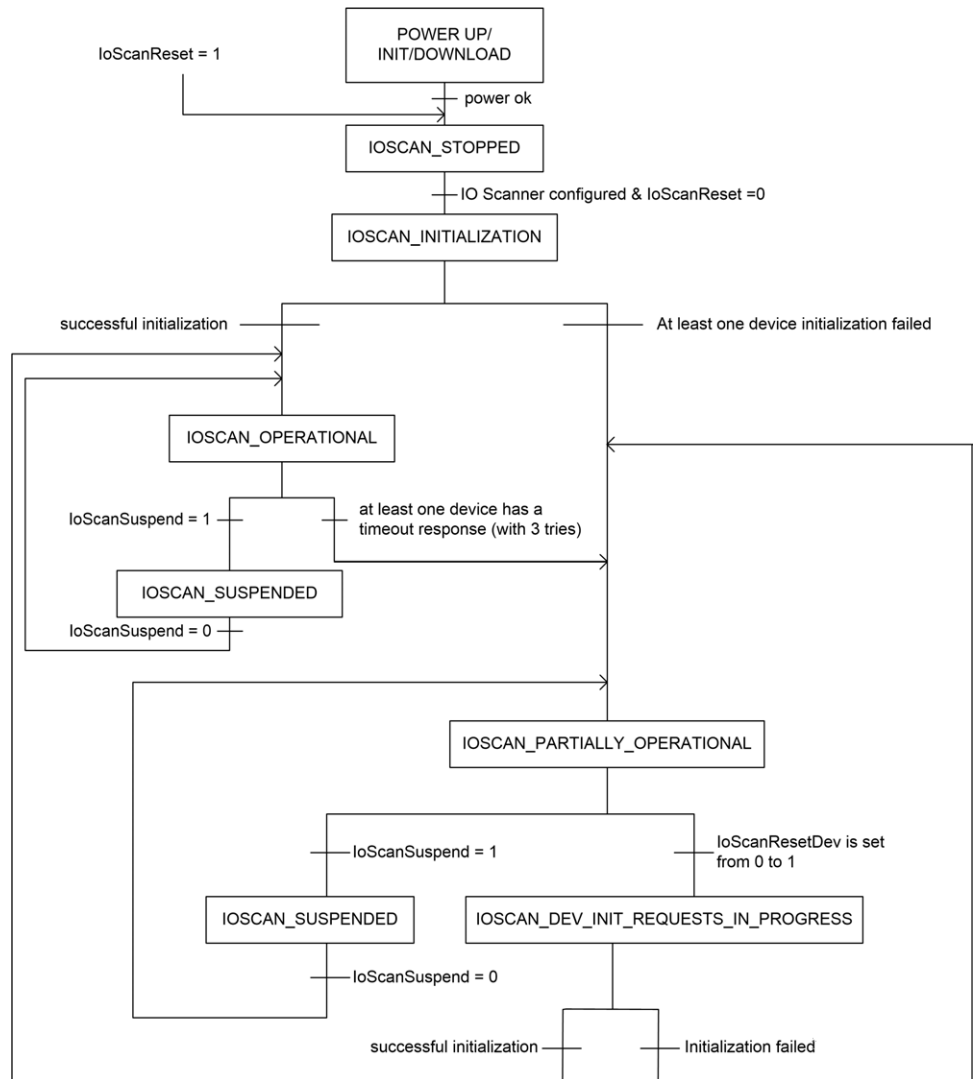 POWER UP/
INIT/DOWNLOAD
IoScanReset = 1
power ok
IOSCAN_STOPPED
IO Scanner configured & IoScanReset =0
IOSCAN_INITIALIZATION
successful initialization
At least one device initialization failed
IOSCAN_OPERATIONAL
IoScanSuspend = 1
at least one device has a
timeout response (with 3 tries)
IOSCAN_SUSPENDED
IoScanSuspend = 0
IOSCAN_PARTIALLY_OPERATIONAL
IoScanSuspend = 1
IoScanResetDev is set
from 0 to 1
IOSCAN_SUSPENDED
IOSCAN_DEV_INIT_REQUESTS_IN_PROGRESS
IoScanSuspend = 0
successful initialization
Initialization failed